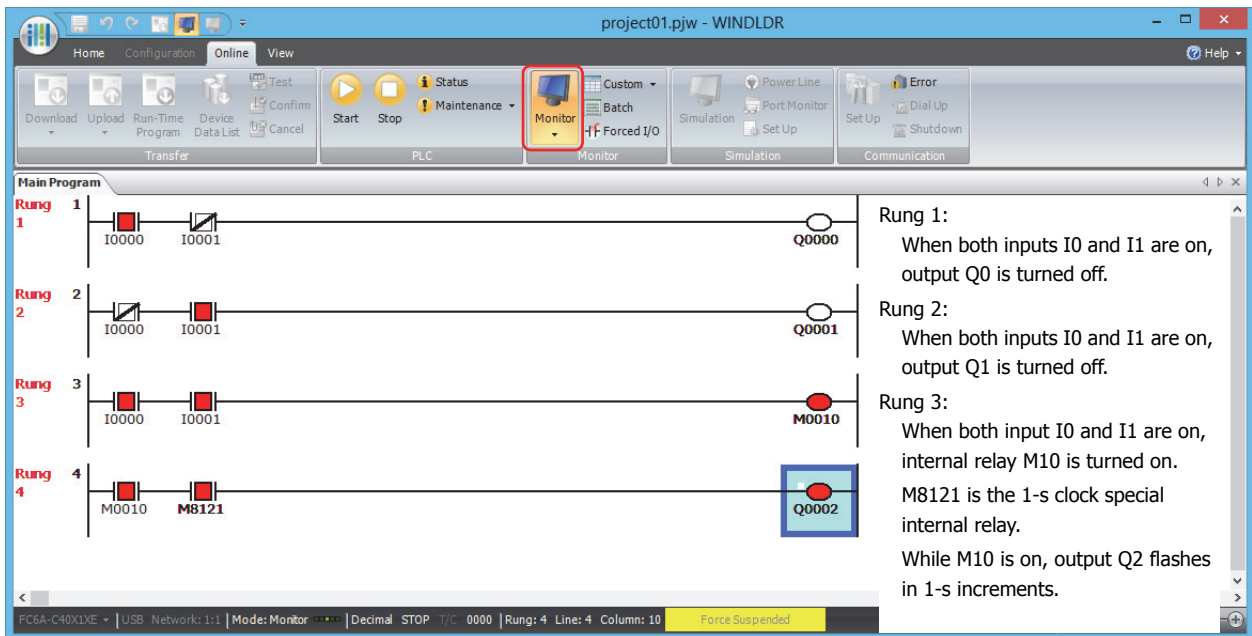 project01.pjw - WINDLDR
Home Configuration Online View Help
Download Upload Run-Time Program Device Data List Test Confirm Cancel
Transfer
Start Stop Status Maintenance
PLC
Monitor Custom Batch Forced I/O
Monitor
Simulation Power Line Port Monitor Set Up
Simulation
Set Up Error Dial Up Shutdown
Communication
Main Program
Rung 1 1
I0000 I0001 Q0000
Rung 2 2
I0000 I0001 Q0001
Rung 3 3
I0000 I0001 M0010
Rung 4 4
M0010 M8121 Q0002
Rung 1:
When both inputs I0 and I1 are on,
output Q0 is turned off.
Rung 2:
When both inputs I0 and I1 are on,
output Q1 is turned off.
Rung 3:
When both input I0 and I1 are on,
internal relay M10 is turned on.
M8121 is the 1-s clock special
internal relay.
While M10 is on, output Q2 flashes
in 1-s increments.
FC6A-C40X1XE USB Network: 1:1 Mode: Monitor Decimal STOP T/C 0000 Rung: 4 Line: 4 Column: 10 Force Suspended